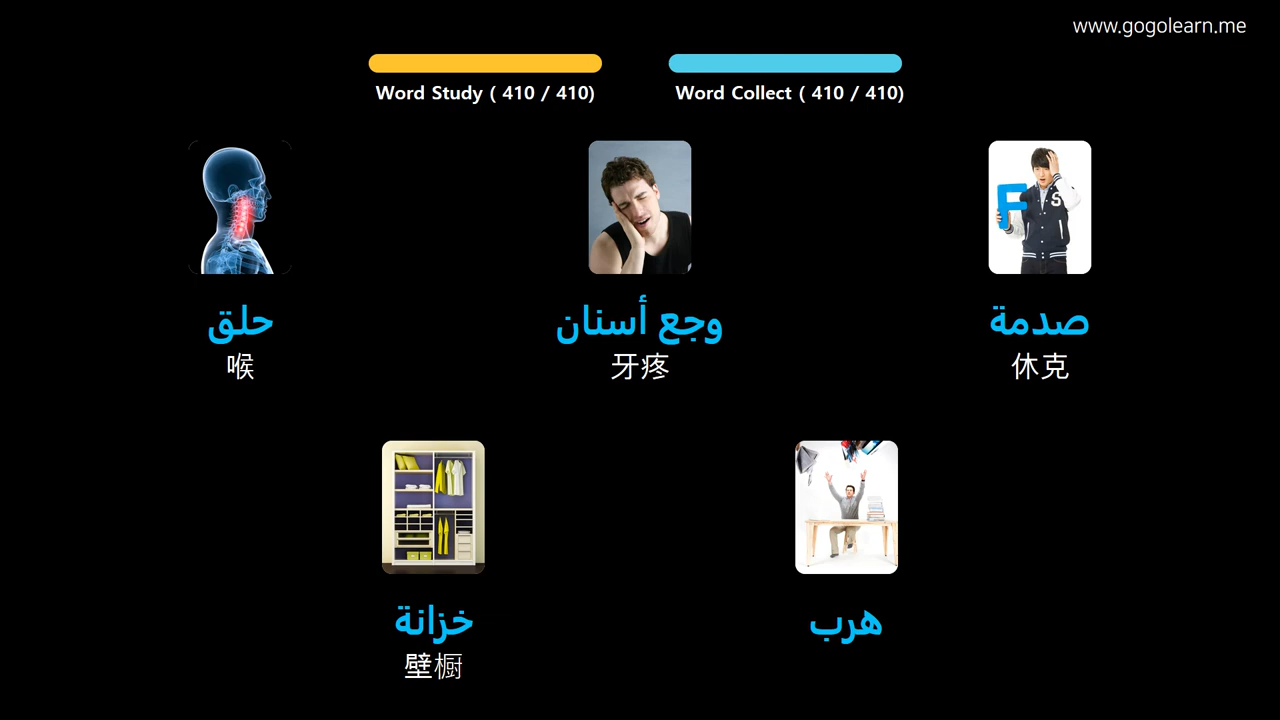 www.gogolearn.me
Word Study ( 410 / 410)
Word Collect ( 410 / 410)
حلق
喉
وجع أسنان
牙疼
صدمة
休克
F
S
خزانة
壁橱
هرب